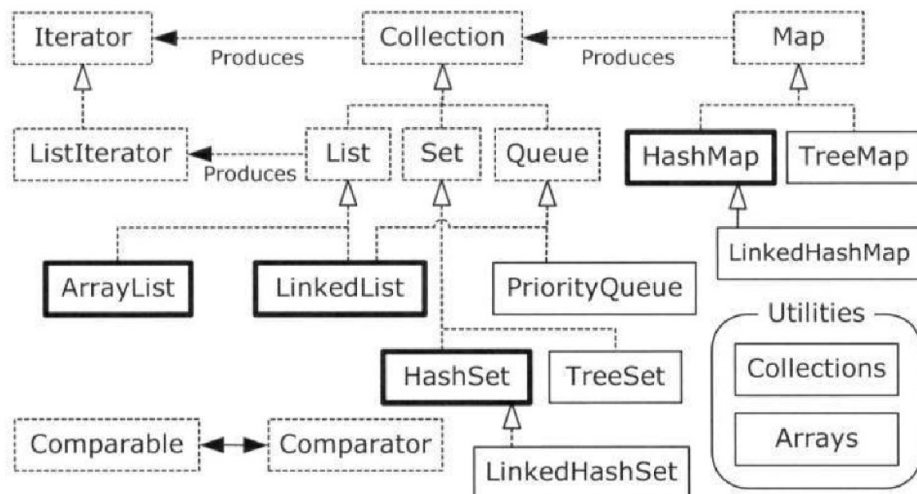 Iterator
Produces
Collection
Produces
Map
ListIterator
Produces
List
Set
Queue
HashMap
TreeMap
LinkedHashMap
ArrayList
LinkedList
PriorityQueue
Utilities
Collections
Arrays
HashSet
TreeSet
Comparable
Comparator
LinkedHashSet